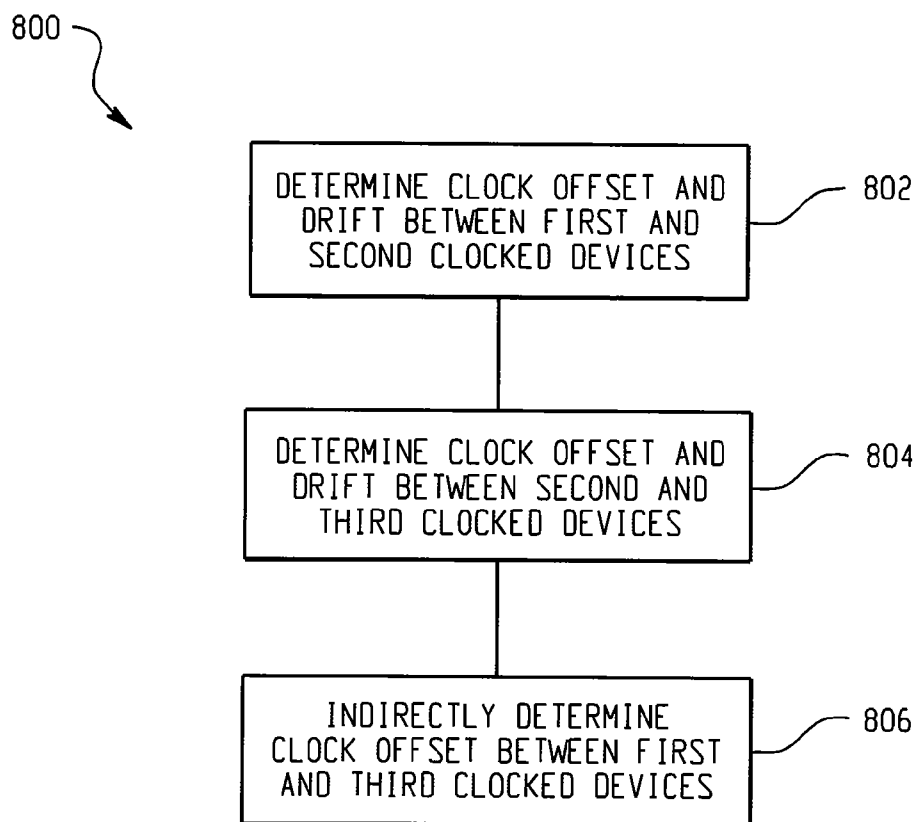 800
DETERMINE CLOCK OFFSET AND
DRIFT BETWEEN FIRST AND
SECOND CLOCKED DEVICES
802
DETERMINE CLOCK OFFSET AND
DRIFT BETWEEN SECOND AND
THIRD CLOCKED DEVICES
804
INDIRECTLY DETERMINE
CLOCK OFFSET BETWEEN FIRST
AND THIRD CLOCKED DEVICES
806